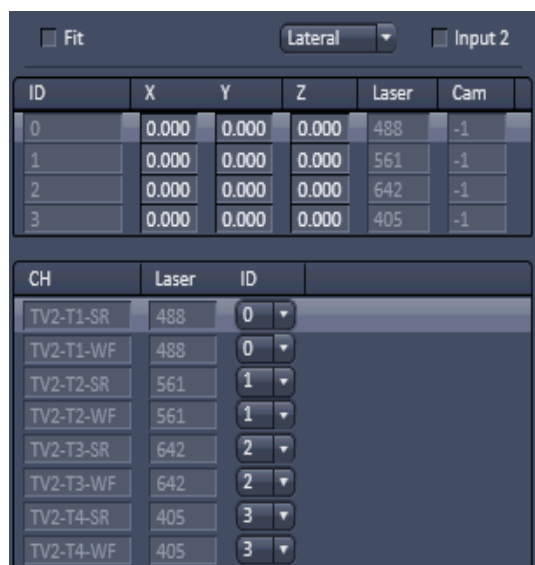 Fit Lateral Input 2
ID X Y Z Laser Cam
0 0.000 0.000 0.000 488 -1
1 0.000 0.000 0.000 561 -1
2 0.000 0.000 0.000 642 -1
3 0.000 0.000 0.000 405 -1
CH Laser ID
TV2-T1-SR 488 0
TV2-T1-WF 488 0
TV2-T2-SR 561 1
TV2-T2-WF 561 1
TV2-T3-SR 642 2
TV2-T3-WF 642 2
TV2-T4-SR 405 3
TV2-T4-WF 405 3